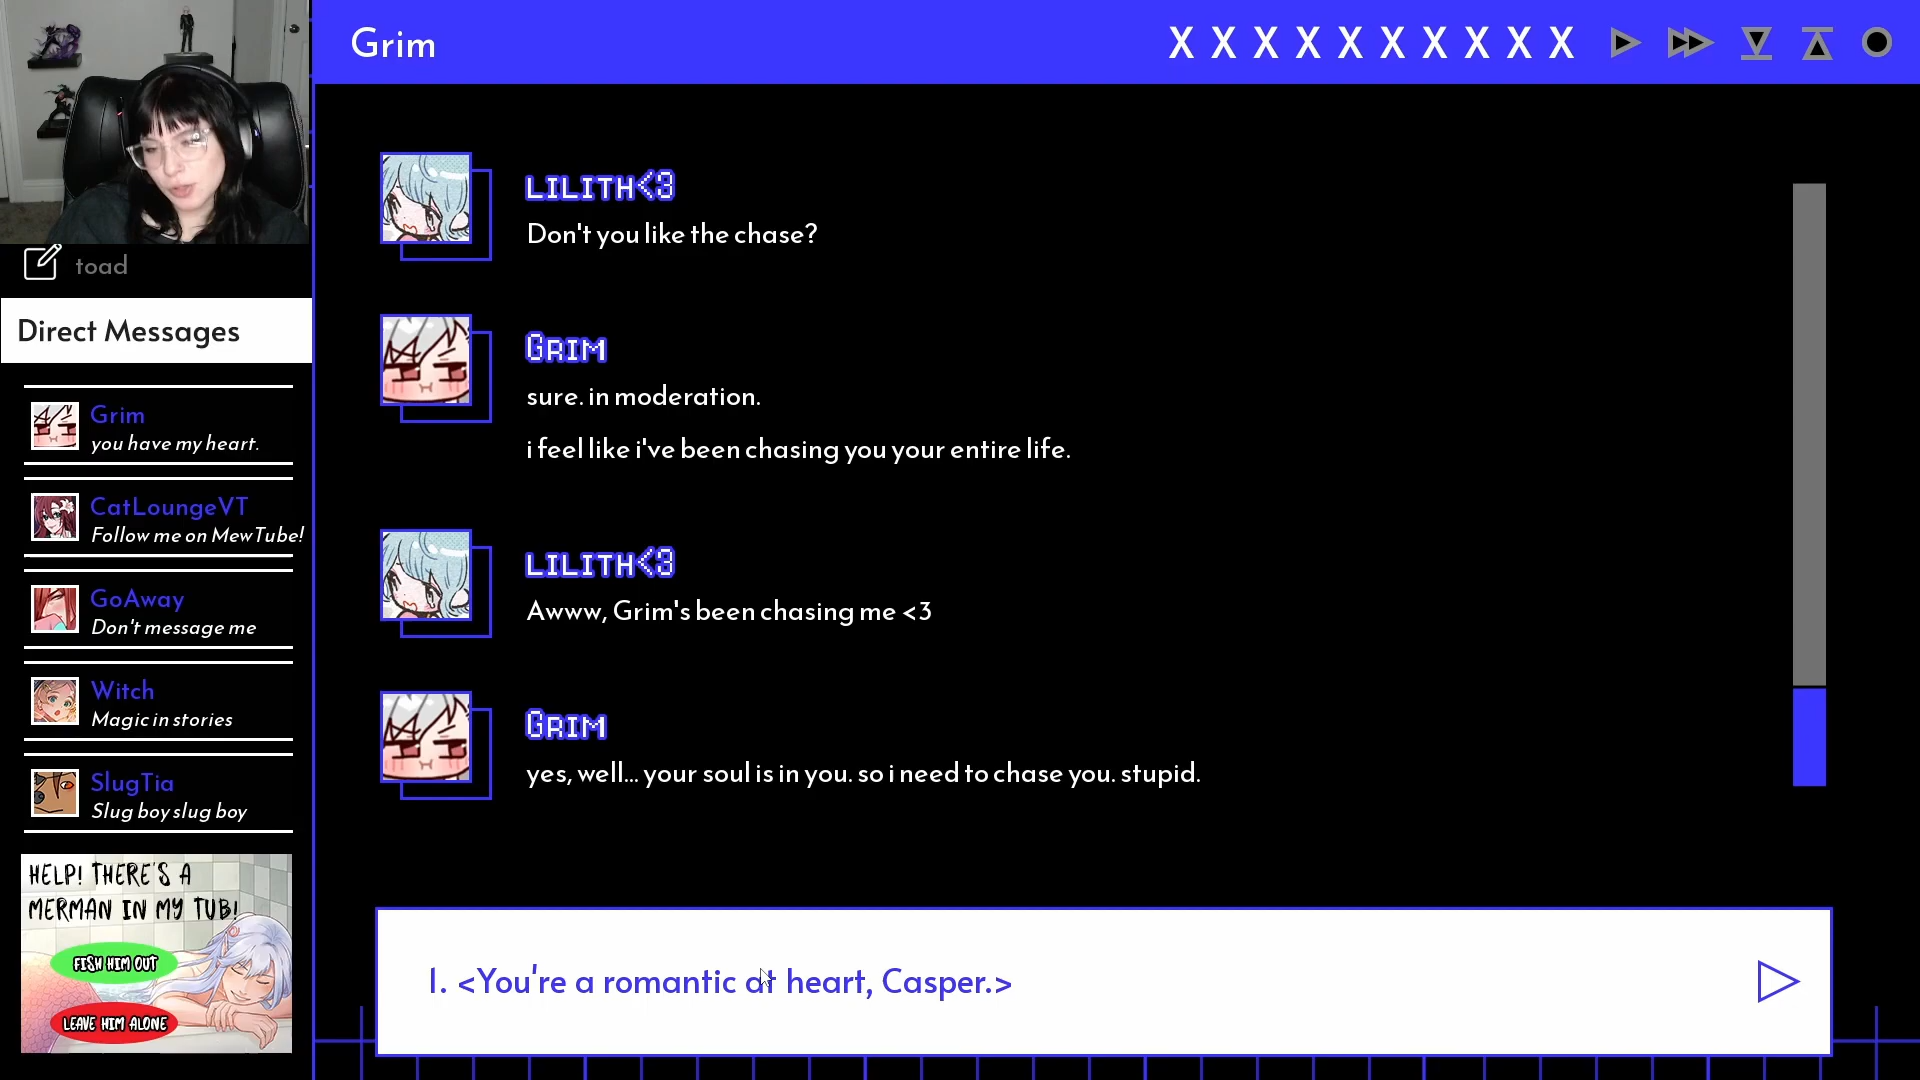 Grim
X X X X X X X X X X
toad
Direct Messages
Grim
you have my heart.
CatLoungeVT
Follow me on MewTube!
GoAway
Don't message me
Witch
Magic in stories
SlugTia
Slug boy slug boy
HELP! THERE'S A
MERMAN IN MY TUB!
FISH HIM OUT
LEAVE HIM ALONE
LILITH<3
Don't you like the chase?
GRIM
sure. in moderation.
i feel like i've been chasing you your entire life.
LILITH<3
Awww, Grim's been chasing me <3
GRIM
yes, well... your soul is in you. so i need to chase you. stupid.
1. <You're a romantic at heart, Casper.>